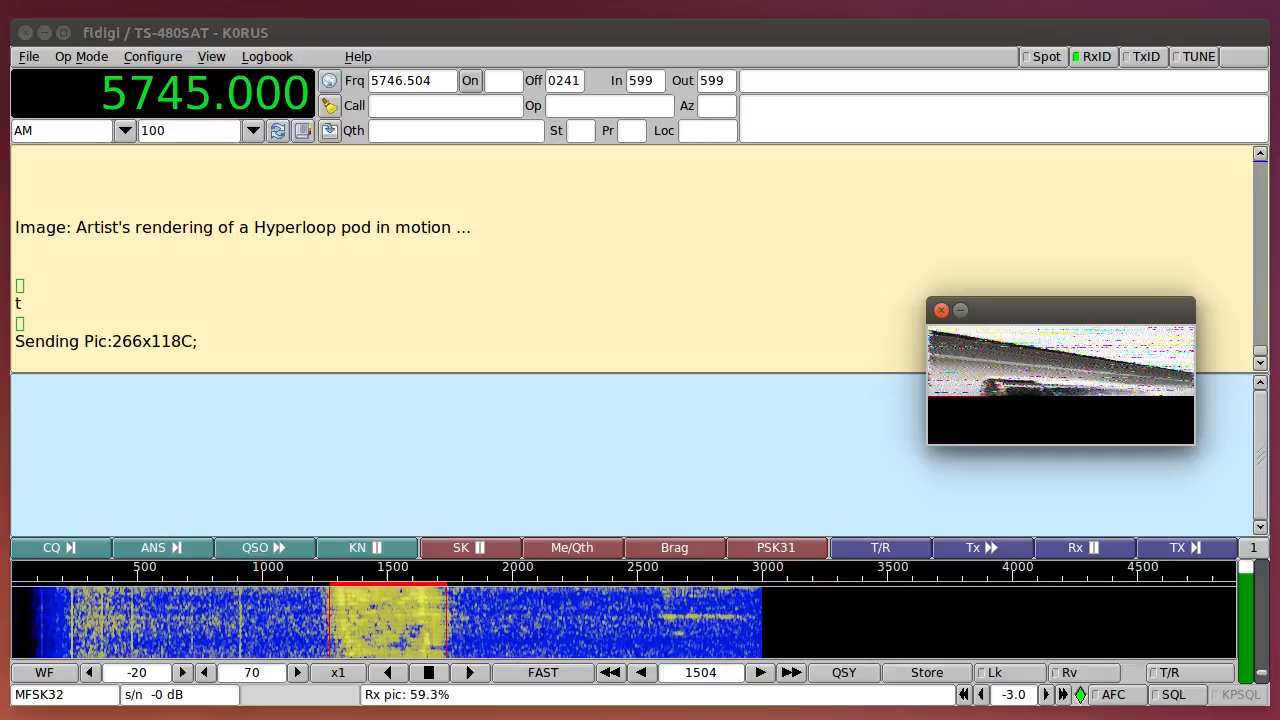 fldigi / TS-480SAT - K0RUS
File Op Mode Configure View Logbook Help Spot RxID TxID TUNE
5745.000 Frq 5746.504 On Off 0241 In 599 Out 599
Call Op Az
AM 100 Qth St Pr Loc
Image: Artist's rendering of a Hyperloop pod in motion ...
t
Sending Pic:266x118C;
CQ ANS QSO KN SK Me/Qth Brag PSK31 T/R Tx Rx TX 1
500 1000 1500 2000 2500 3000 3500 4000 4500
WF -20 70 x1 FAST 1504 QSY Store Lk Rv T/R
MFSK32 s/n -0 dB Rx pic: 59.3% -3.0 AFC SQL KPSQL